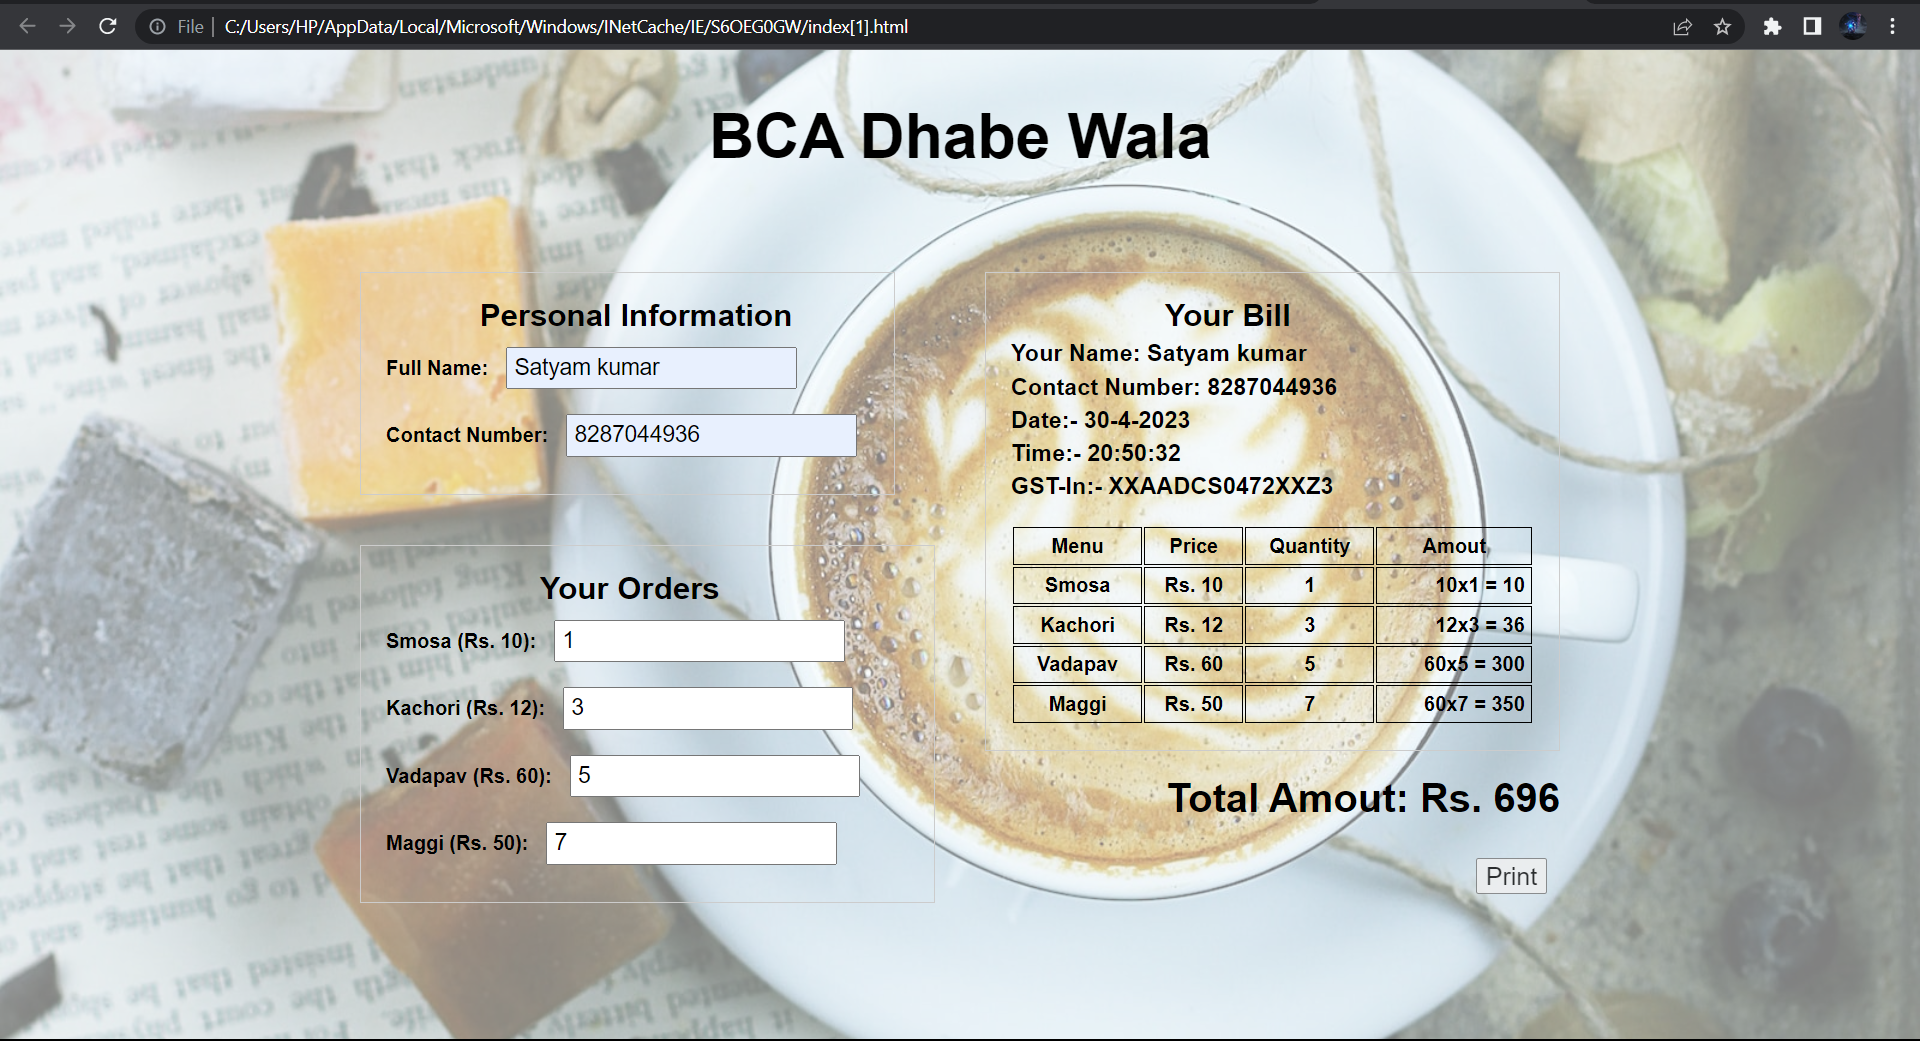 File
C:/Users/HP/AppData/Local/Microsoft/Windows/INetCache/IE/S6OEG0GW/index[1].html
BCA Dhabe Wala
Personal Information
Full Name: Satyam kumar
Contact Number: 8287044936
Your Orders
Smosa (Rs. 10): 1
Kachori (Rs. 12): 3
Vadapav (Rs. 60): 5
Maggi (Rs. 50): 7
Your Bill
Your Name: Satyam kumar
Contact Number: 8287044936
Date:- 30-4-2023
Time:- 20:50:32
GST-In:- XXAADCS0472XXZ3
Menu Price Quantity Amout
Smosa Rs. 10 1 10x1 = 10
Kachori Rs. 12 3 12x3 = 36
Vadapav Rs. 60 5 60x5 = 300
Maggi Rs. 50 7 60x7 = 350
Total Amout: Rs. 696
Print